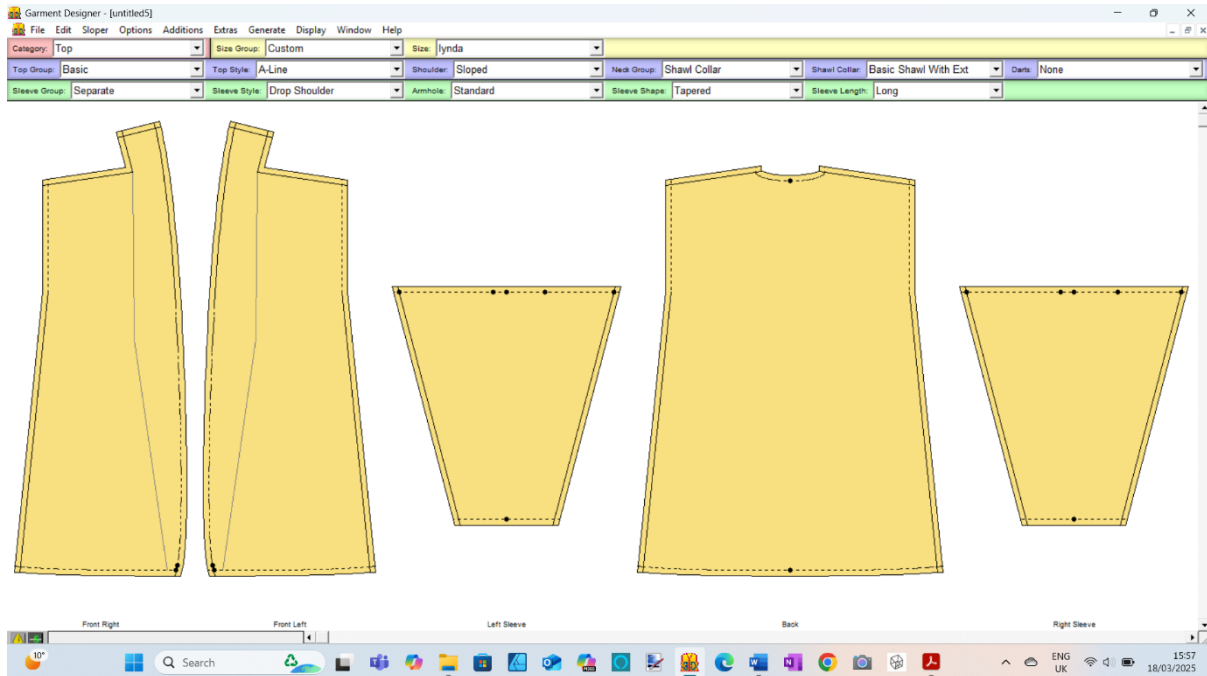 Garment Designer - [untitled5]
File Edit Sloper Options Additions Extras Generate Display Window Help
Category: Top Size Group: Custom Size: lynda
Top Group: Basic Top Style: A-Line Shoulder: Sloped Neck Group: Shawl Collar Shawl Collar: Basic Shawl With Ext Darts: None
Sleeve Group: Separate Sleeve Style: Drop Shoulder Armhole: Standard Sleeve Shape: Tapered Sleeve Length: Long
Front Right Front Left Left Sleeve Back Right Sleeve
10° Search ENG 15:57
UK 18/03/2025